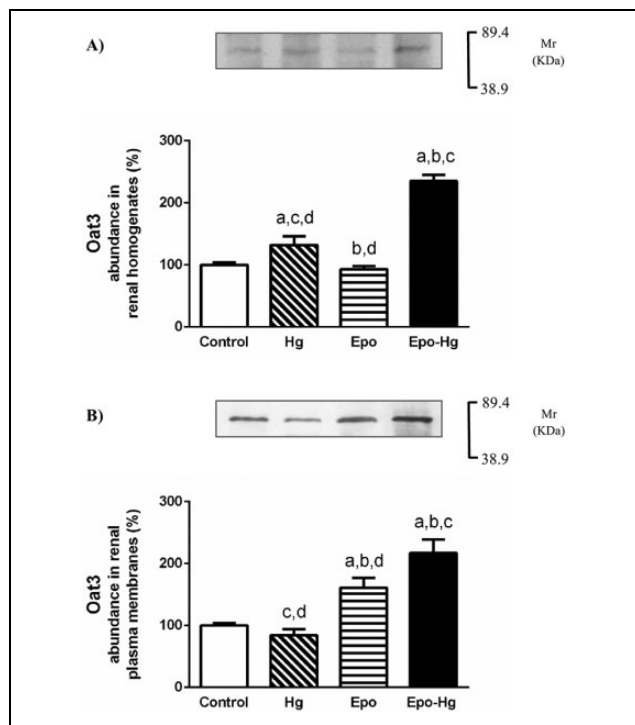 A)
89.4
Mr
(KDa)
38.9
Oat3
abundance in
renal homogenates (%)
300
200
100
0
a,c,d
b,d
a,b,c
Control Hg Epo Epo-Hg
B)
89.4
Mr
(KDa)
38.9
Oat3
abundance in renal
plasma membranes (%)
300
200
100
0
c,d
a,b,d
a,b,c
Control Hg Epo Epo-Hg